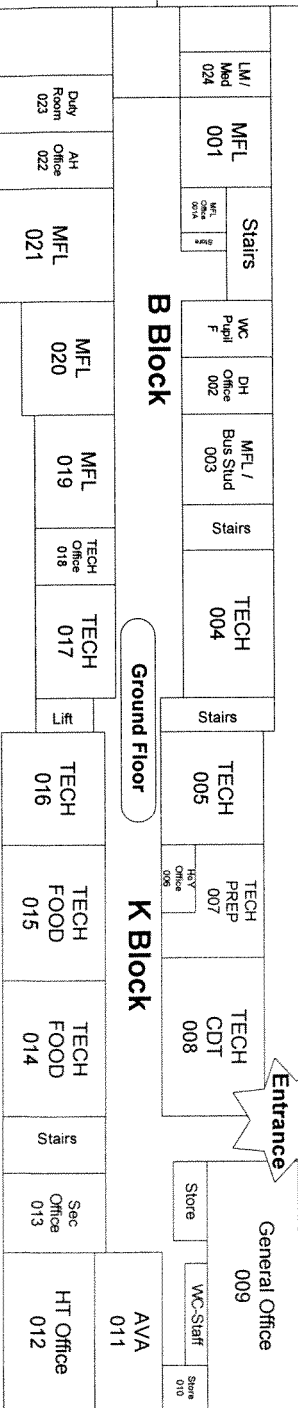 LM /
Med
024
MFL
001
MFL
Office
001A
Store
Stairs
WC
Pupil
F
DH
Office
002
MFL /
Bus Stud
003
Stairs
TECH
004
Stairs
TECH
005
HoY
Office
006
TECH
PREP
007
TECH
CDT
008
Entrance
General Office
009
Store
WC-Staff
Store
010
B Block
Ground Floor
K Block
Duty
Room
023
AH
Office
022
MFL
021
MFL
020
MFL
019
TECH
Office
018
TECH
017
Lift
TECH
016
TECH
FOOD
015
TECH
FOOD
014
Stairs
Sec
Office
013
AVA
011
HT Office
012